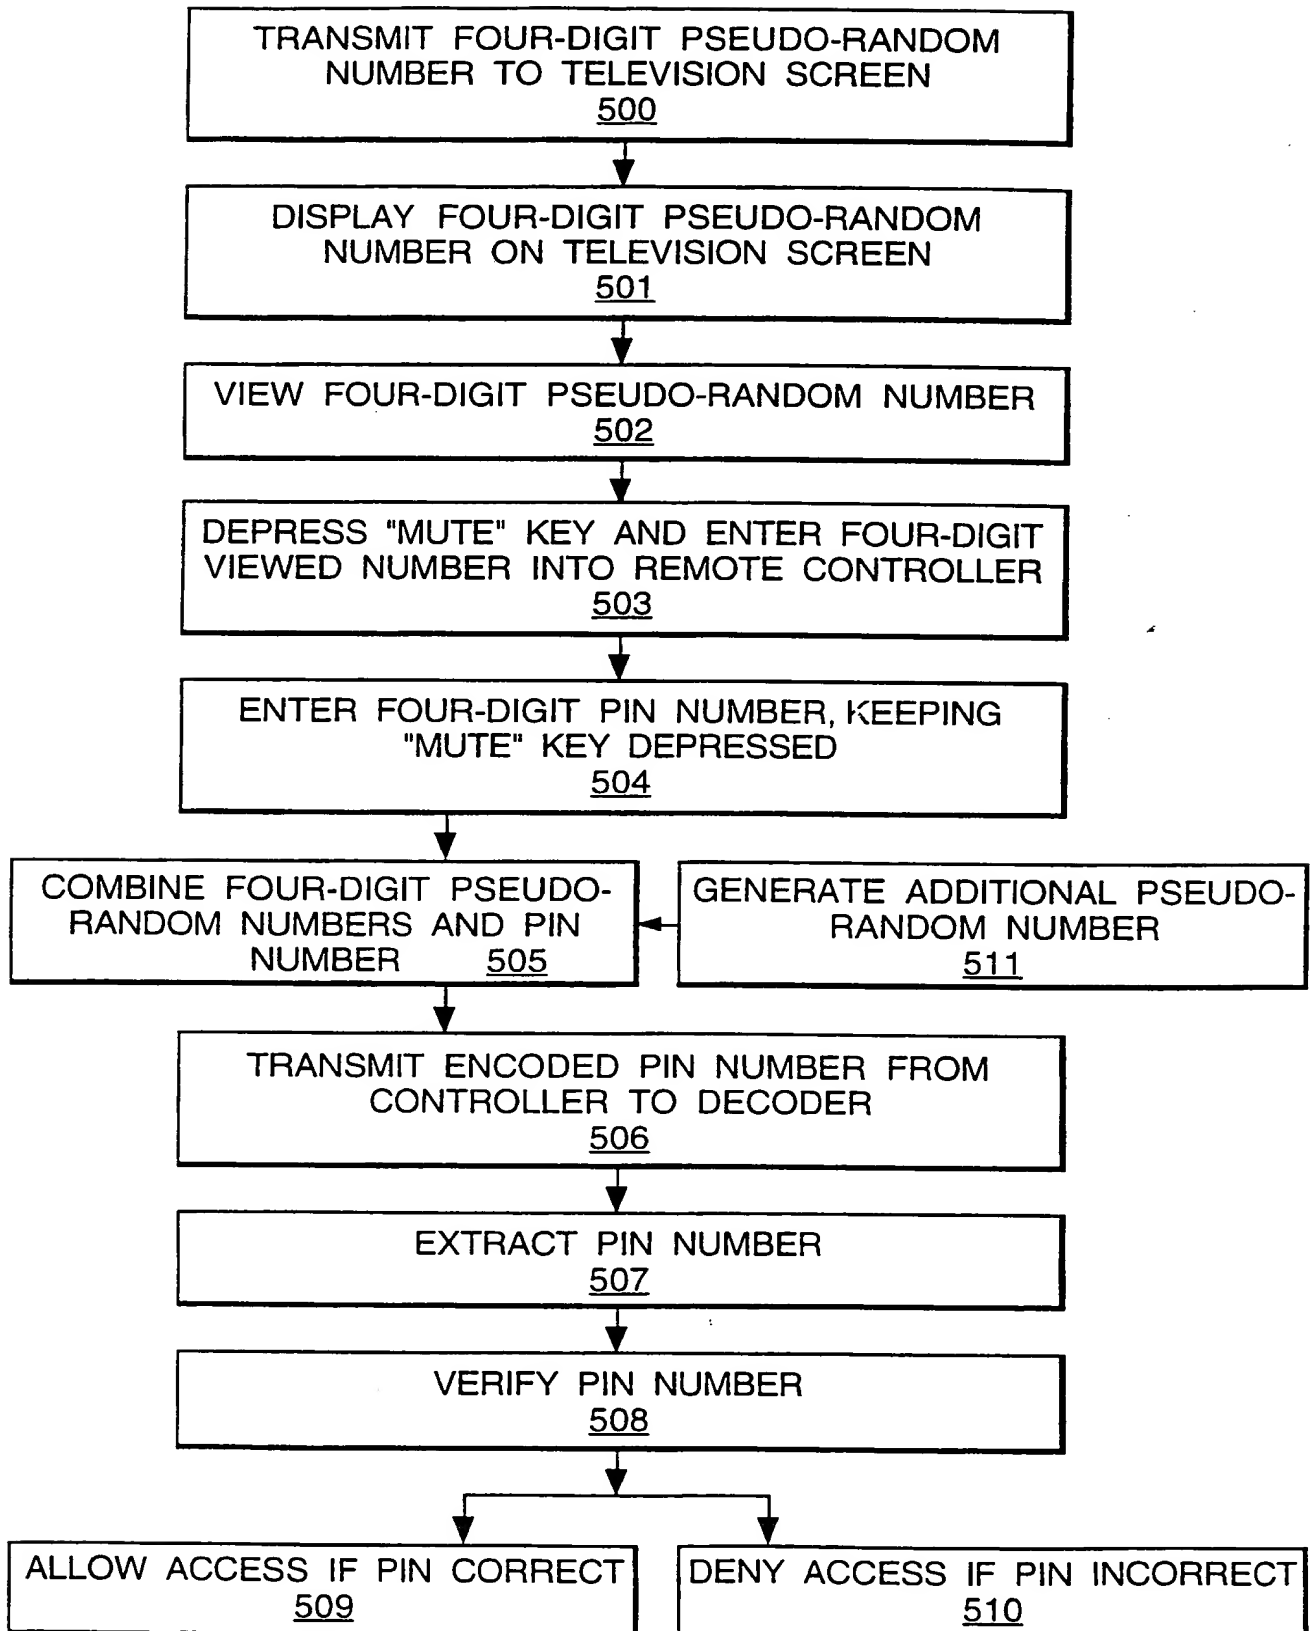 TRANSMIT FOUR-DIGIT PSEUDO-RANDOM
NUMBER TO TELEVISION SCREEN
500
DISPLAY FOUR-DIGIT PSEUDO-RANDOM
NUMBER ON TELEVISION SCREEN
501
VIEW FOUR-DIGIT PSEUDO-RANDOM NUMBER
502
DEPRESS "MUTE" KEY AND ENTER FOUR-DIGIT
VIEWED NUMBER INTO REMOTE CONTROLLER
503
ENTER FOUR-DIGIT PIN NUMBER, KEEPING
"MUTE" KEY DEPRESSED
504
COMBINE FOUR-DIGIT PSEUDO-
RANDOM NUMBERS AND PIN
NUMBER 505
GENERATE ADDITIONAL PSEUDO-
RANDOM NUMBER
511
TRANSMIT ENCODED PIN NUMBER FROM
CONTROLLER TO DECODER
506
EXTRACT PIN NUMBER
507
VERIFY PIN NUMBER
508
ALLOW ACCESS IF PIN CORRECT
509
DENY ACCESS IF PIN INCORRECT
510